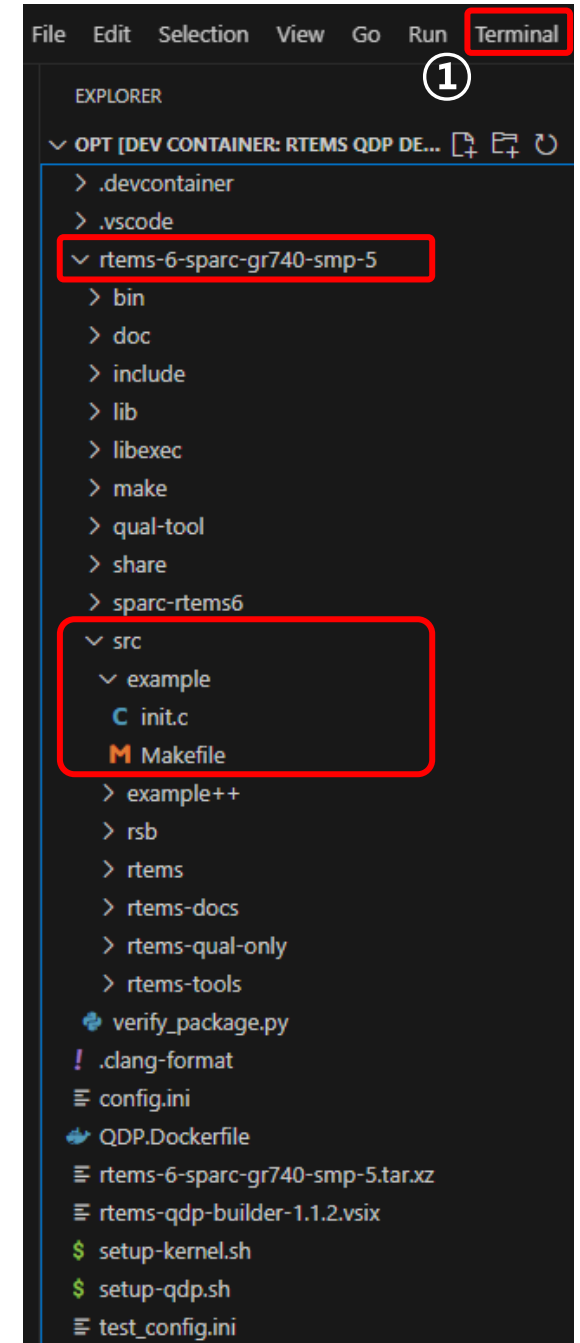 File Edit Selection View Go Run Terminal
①
EXPLORER
OPT [DEV CONTAINER: RTEMS QDP DE...
.devcontainer
.vscode
rtems-6-sparc-gr740-smp-5
bin
doc
include
lib
libexec
make
qual-tool
share
sparc-rtems6
src
example
C init.c
M Makefile
example++
rsb
rtems
rtems-docs
rtems-qual-only
rtems-tools
verify_package.py
! .clang-format
config.ini
QDP.Dockerfile
rtems-6-sparc-gr740-smp-5.tar.xz
rtems-qdp-builder-1.1.2.vsix
$ setup-kernel.sh
$ setup-qdp.sh
test_config.ini